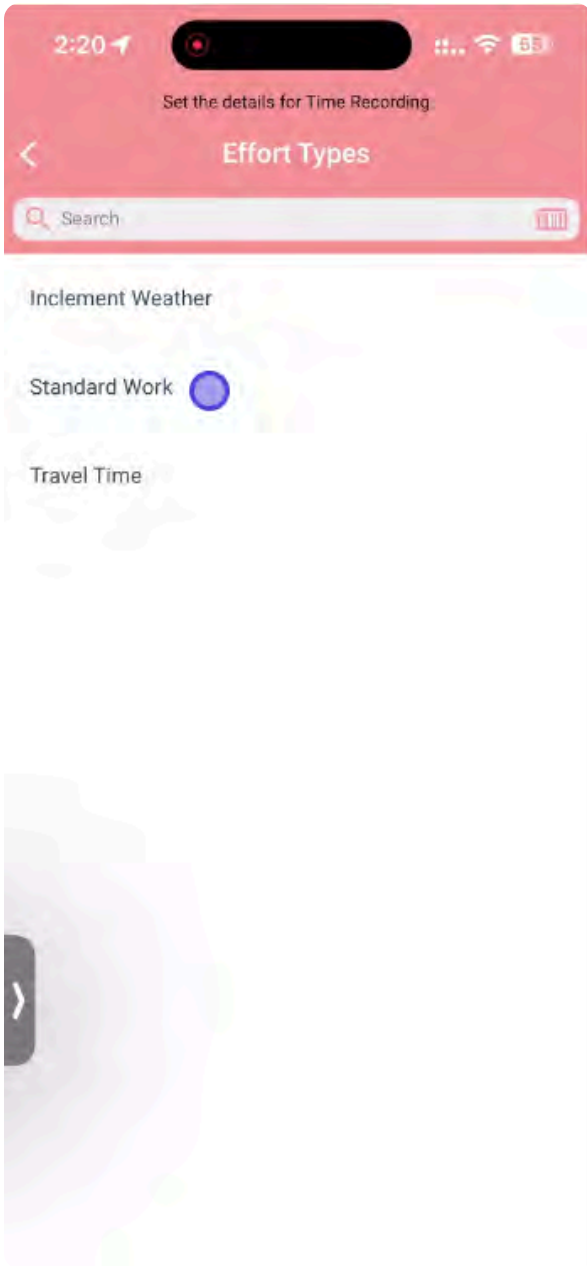 2:20
Set the details for Time Recording
Effort Types
Search
Inclement Weather
Standard Work
Travel Time